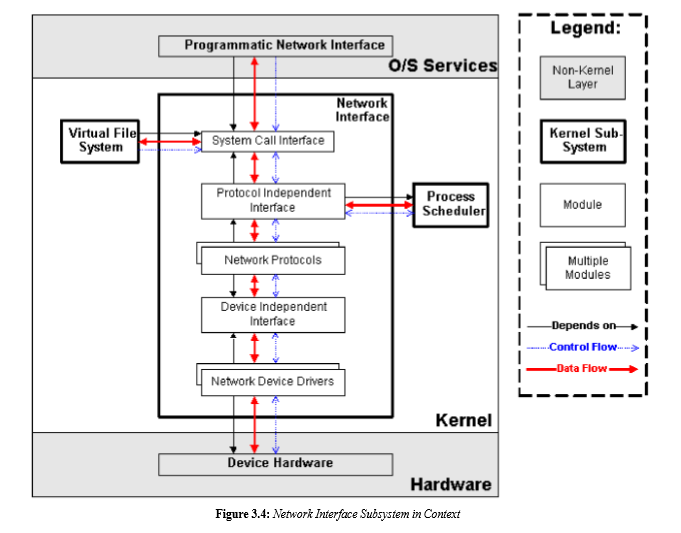 Programmatic Network Interface
O/S Services
Network
Interface
Virtual File
System
System Call Interface
Protocol Independent
Interface
Process
Scheduler
Network Protocols
Device Independent
Interface
Network Device Drivers
Kernel
Device Hardware
Hardware
Legend:
Non-Kernel
Layer
Kernel Sub-
System
Module
Multiple
Modules
Depends on
Control Flow
Data Flow
Figure 3.4: Network Interface Subsystem in Context